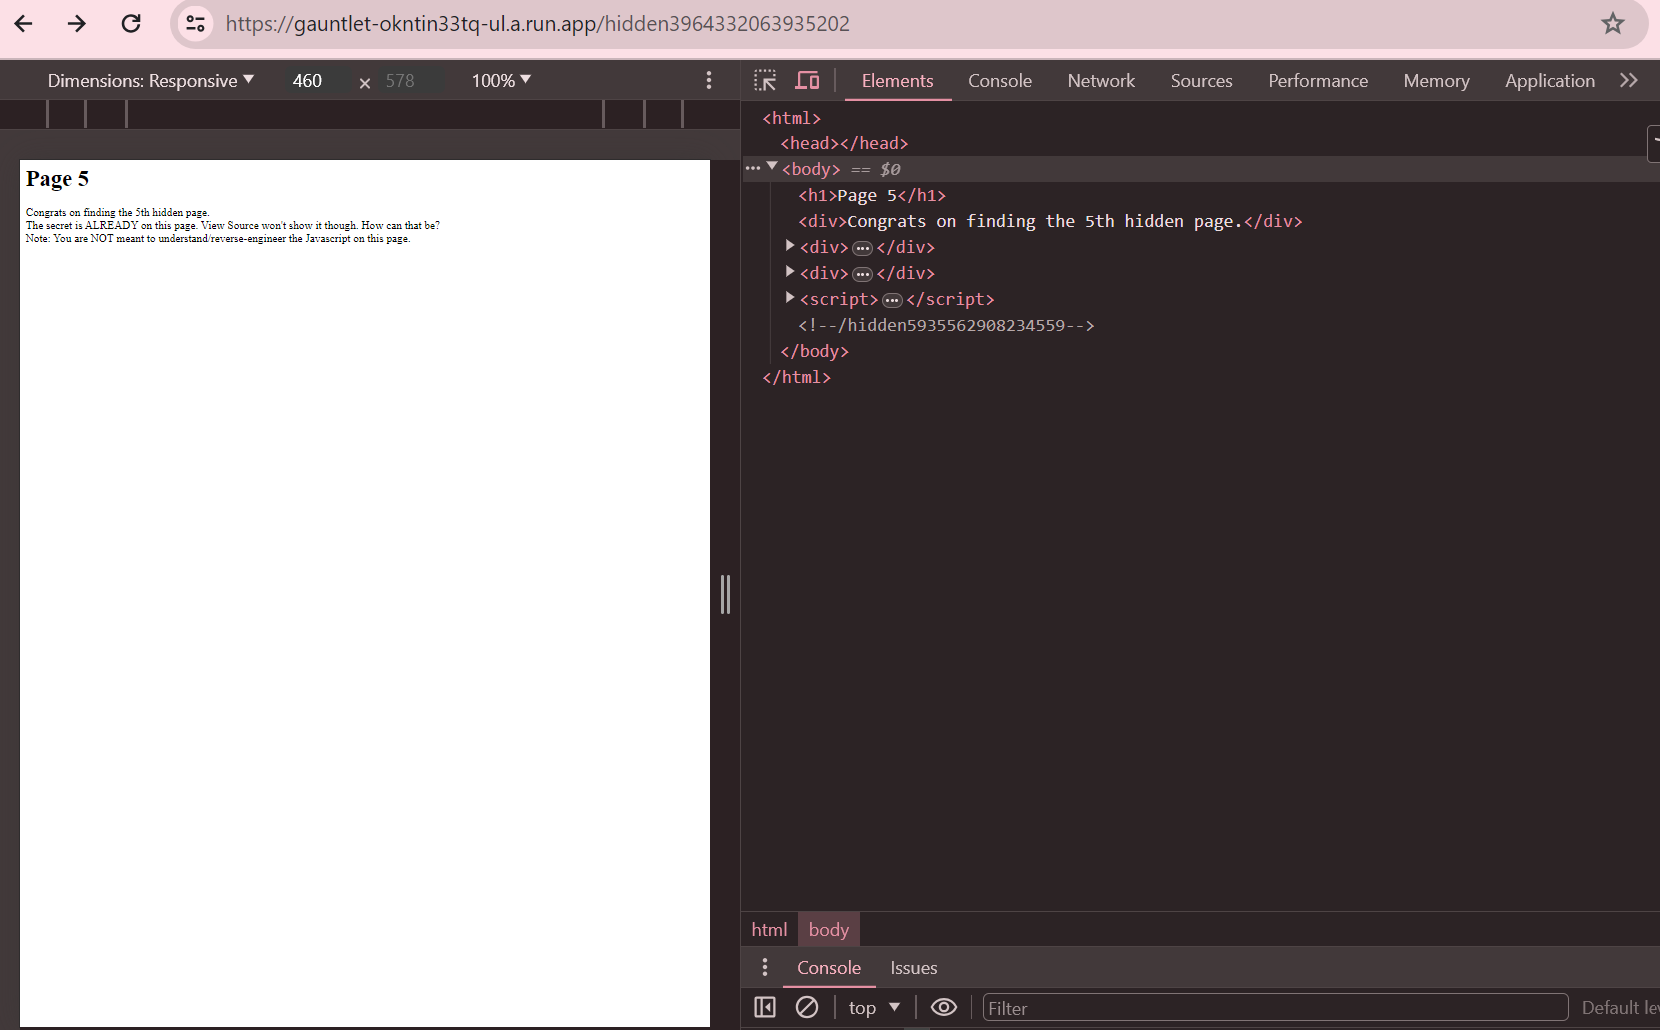 https://gauntlet-okntin33tq-ul.a.run.app/hidden3964332063935202
Dimensions: Responsive 460 × 578 100%
Elements Console Network Sources Performance Memory Application
Page 5
Congrats on finding the 5th hidden page.
The secret is ALREADY on this page. View Source won't show it though. How can that be?
Note: You are NOT meant to understand/reverse-engineer the Javascript on this page.
<html>
<head></head>
<body> == $0
<h1>Page 5</h1>
<div>Congrats on finding the 5th hidden page.</div>
<div>…</div>
<div>…</div>
<script>…</script>
<!--/hidden5935562908234559-->
</body>
</html>
html body
Console Issues
top Filter Default le